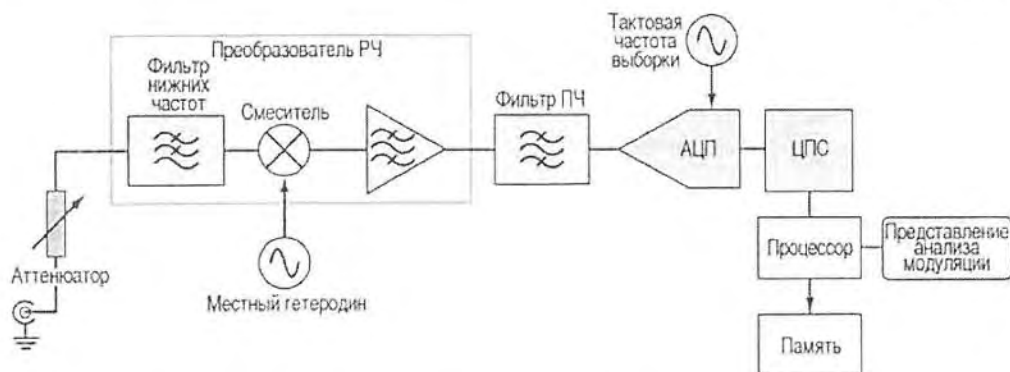 Преобразователь РЧ
Фильтр
нижних
частот
Смеситель
Аттенюатор
Местный гетеродин
Фильтр ПЧ
Тактовая
частота
выборки
АЦП
ЦПС
Процессор
Представление
анализа
модуляции
Память